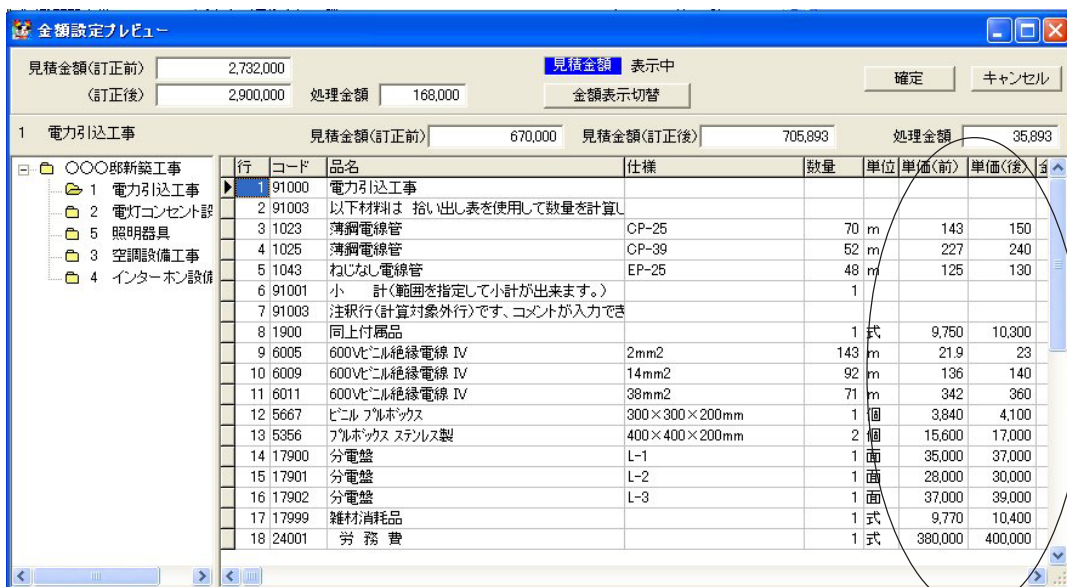 金額設定プレビュー
見積金額(訂正前) 2,732,000 見積金額 表示中 確定 キャンセル
(訂正後) 2,900,000 処理金額 168,000 金額表示切替
1 電力引込工事 見積金額(訂正前) 670,000 見積金額(訂正後) 705,893 処理金額 35,893
〇〇〇邸新築工事
1 電力引込工事
2 電灯コンセント設
5 照明器具
3 空調設備工事
4 インターホン設備
行 コード 品名 仕様 数量 単位 単価(前) 単価(後) 金
1 91000 電力引込工事
2 91003 以下材料は 拾い出し表を使用して数量を計算し
3 1023 薄鋼電線管 CP-25 70 m 143 150
4 1025 薄鋼電線管 CP-39 52 m 227 240
5 1043 ねじなし電線管 EP-25 48 m 125 130
6 91001 小 計(範囲を指定して小計が出来ます。) 1
7 91003 注釈行(計算対象外行)です、コメントが入力でき
8 1900 同上付属品 1 式 9,750 10,300
9 6005 600Vビニル絶縁電線 IV 2mm2 143 m 21.9 23
10 6009 600Vビニル絶縁電線 IV 14mm2 92 m 136 140
11 6011 600Vビニル絶縁電線 IV 38mm2 71 m 342 360
12 5667 ビニル プルボックス 300×300×200mm 1 個 3,840 4,100
13 5356 プルボックス ステンレス製 400×400×200mm 2 個 15,600 17,000
14 17900 分電盤 L-1 1 面 35,000 37,000
15 17901 分電盤 L-2 1 面 28,000 30,000
16 17902 分電盤 L-3 1 面 37,000 39,000
17 17999 雑材消耗品 1 式 9,770 10,400
18 24001 労 務 費 1 式 380,000 400,000